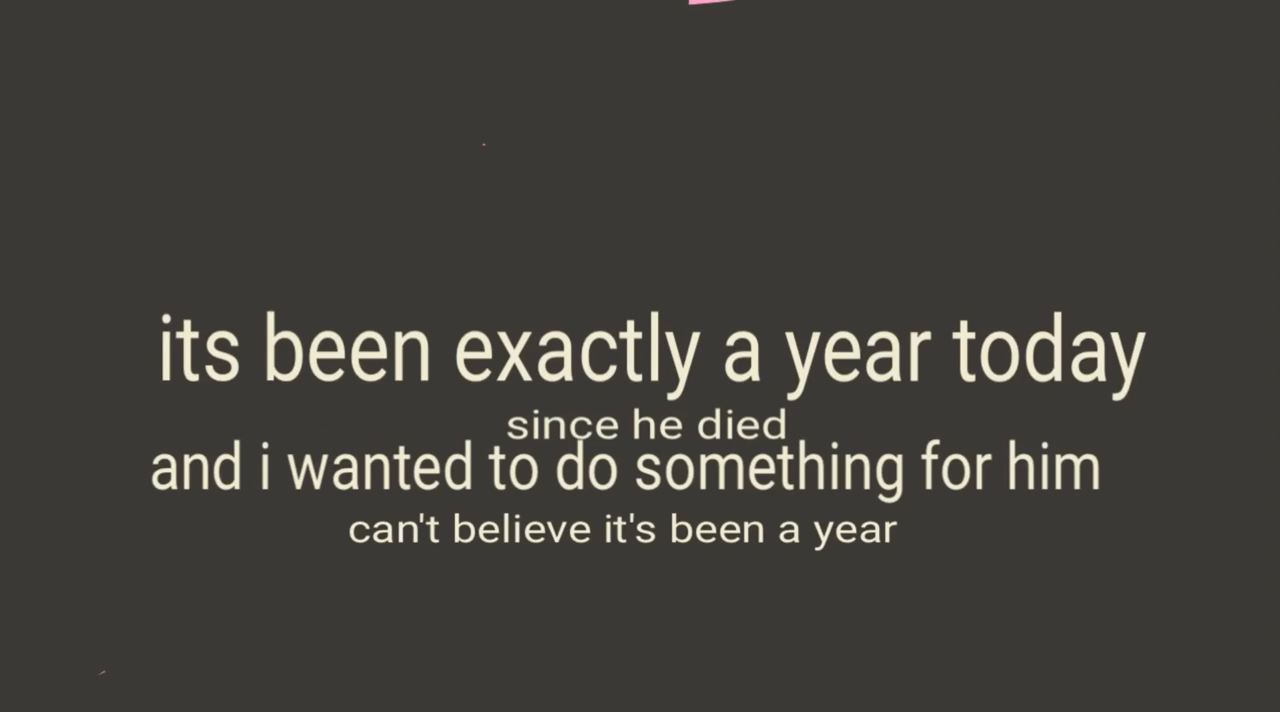 its been exactly a year today
since he died
and i wanted to do something for him
can't believe it's been a year